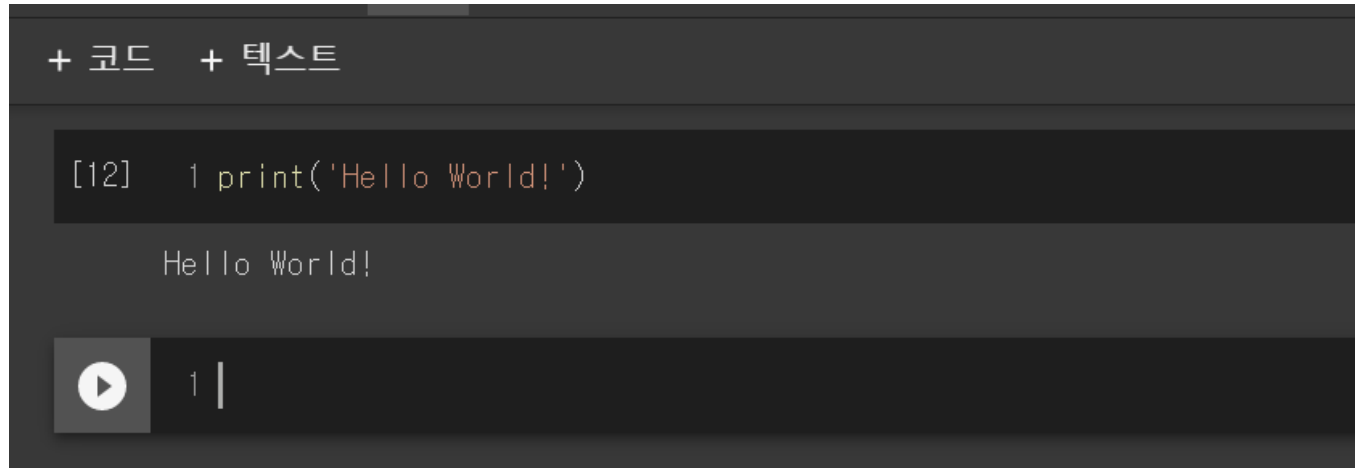 + 코드 + 텍스트
[12] 1 print('Hello World!')
Hello World!
1